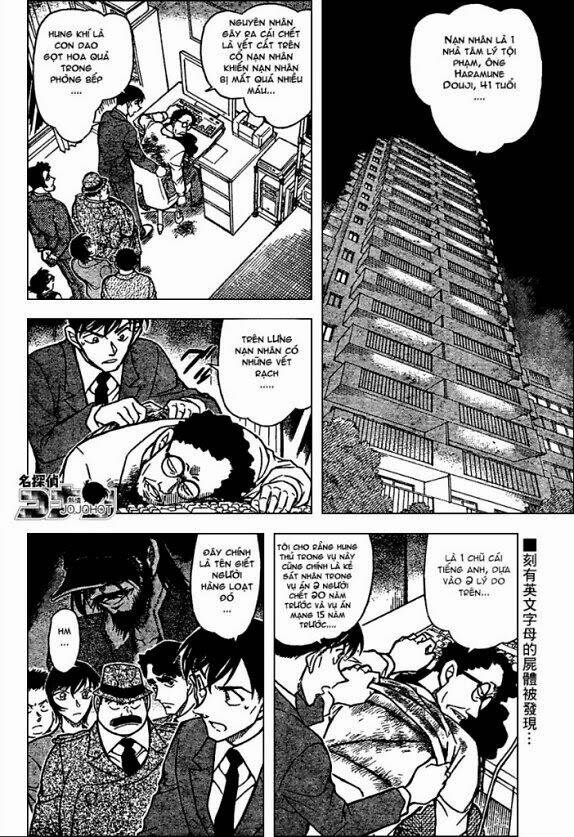 NẠN NHÂN LÀ 1
NHÀ TÂM LÝ TỘI
PHẠM, ÔNG
HARAMUNE
DOUJI, 41 TUỔI
....
NGUYÊN NHÂN
GÂY RA CÁI CHẾT
LÀ VẾT CẮT TRÊN
CỔ NẠN NHÂN
KHIẾN NẠN NHÂN
BỊ MẤT QUÁ NHIỀU
MÁU...
HUNG KHÍ LÀ
CON DAO
GỌT HOA QUẢ
TRONG
PHÒNG BẾP
TRÊN LƯNG
NẠN NHÂN CÓ
NHỮNG VẾT
RẠCH
.....
名探偵
コナン
JOJOHOT
■刻有英文字母的屍體被發現…
LÀ 1 CHŨ CÁI
TIẾNG ANH, DỰA
VÀO 2 LÝ DO
TRÊN...
TÔI CHO RẰNG HUNG
THỦ TRONG VỤ NÀY
CŨNG CHÍNH LÀ KẺ
SÁT NHÂN TRONG
VỤ ÁN 2 NGƯỜI
CHẾT 20 NĂM
TRƯỚC VÀ VỤ ÁN
MẠNG 15 NĂM
TRƯỚC....
ĐÂY CHÍNH
LÀ TÊN GIẾT
NGƯỜI
HÀNG LOẠT
ĐÓ
...
HM
...